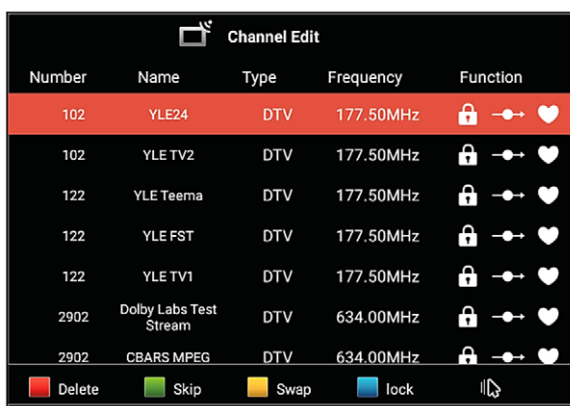 Channel Edit
Number Name Type Frequency Function
102 YLE24 DTV 177.50MHz
102 YLE TV2 DTV 177.50MHz
122 YLE Teema DTV 177.50MHz
122 YLE FST DTV 177.50MHz
122 YLE TV1 DTV 177.50MHz
2902 Dolby Labs Test Stream DTV 634.00MHz
2902 CBARS MPEG DTV 634.00MHz
Delete Skip Swap lock